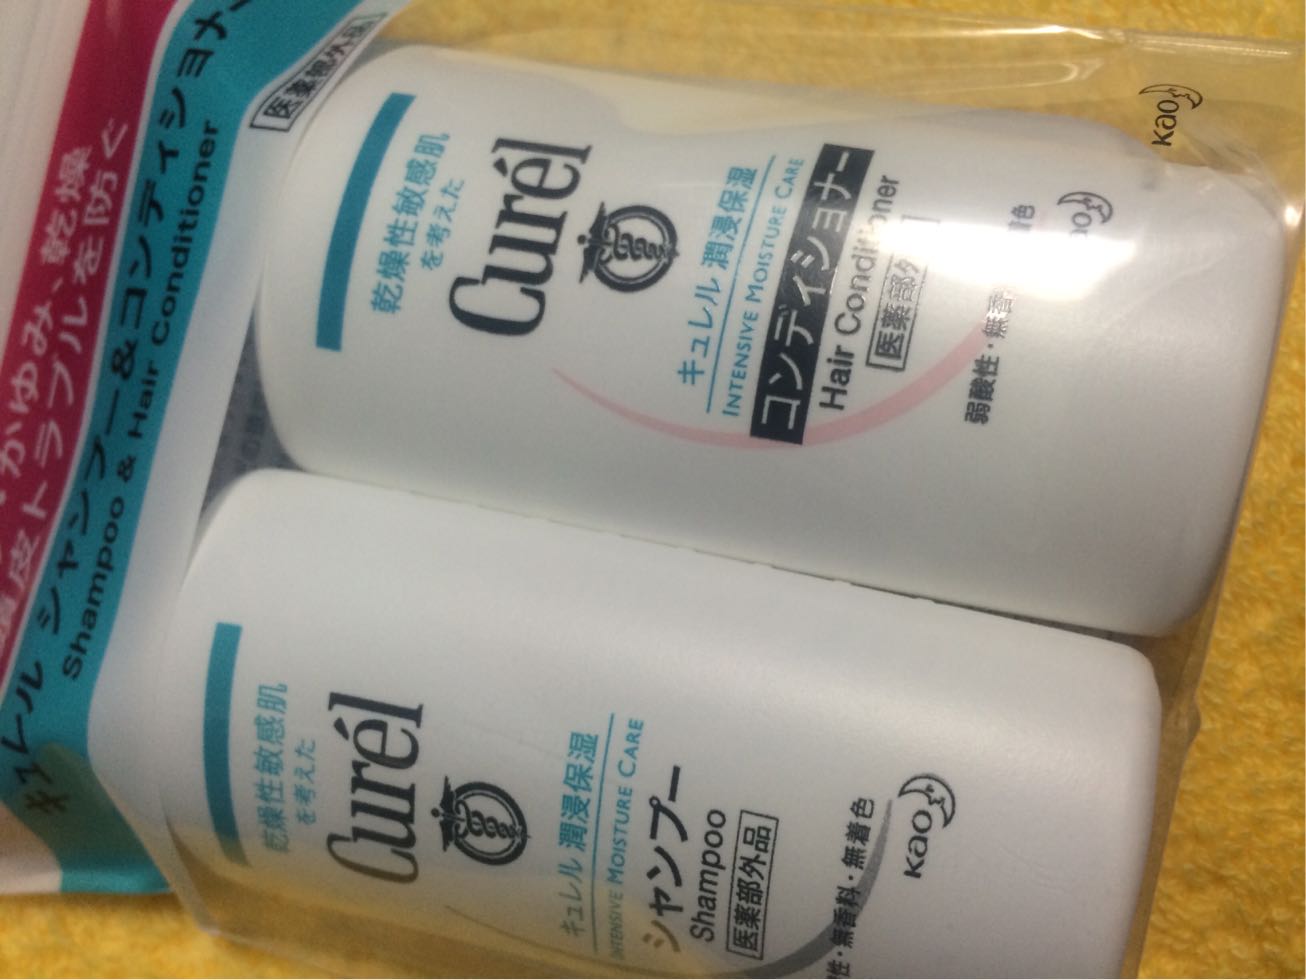 かゆみ、乾燥
頭皮トラブルを防ぐ
キュレル シャンプー&コンディショナー
Shampoo & Hair Conditioner
医薬部外品
kao
乾燥性敏感肌
を考えた
Curél
キュレル 潤浸保湿
INTENSIVE MOISTURE CARE
コンディショナー
Hair Conditioner
医薬部外
弱酸性・無香
着色
kao
乾燥性敏感肌
を考えた
Curél
キュレル 潤浸保湿
INTENSIVE MOISTURE CARE
シャンプー
Shampoo
医薬部外品
性・無香料・無着色
kao